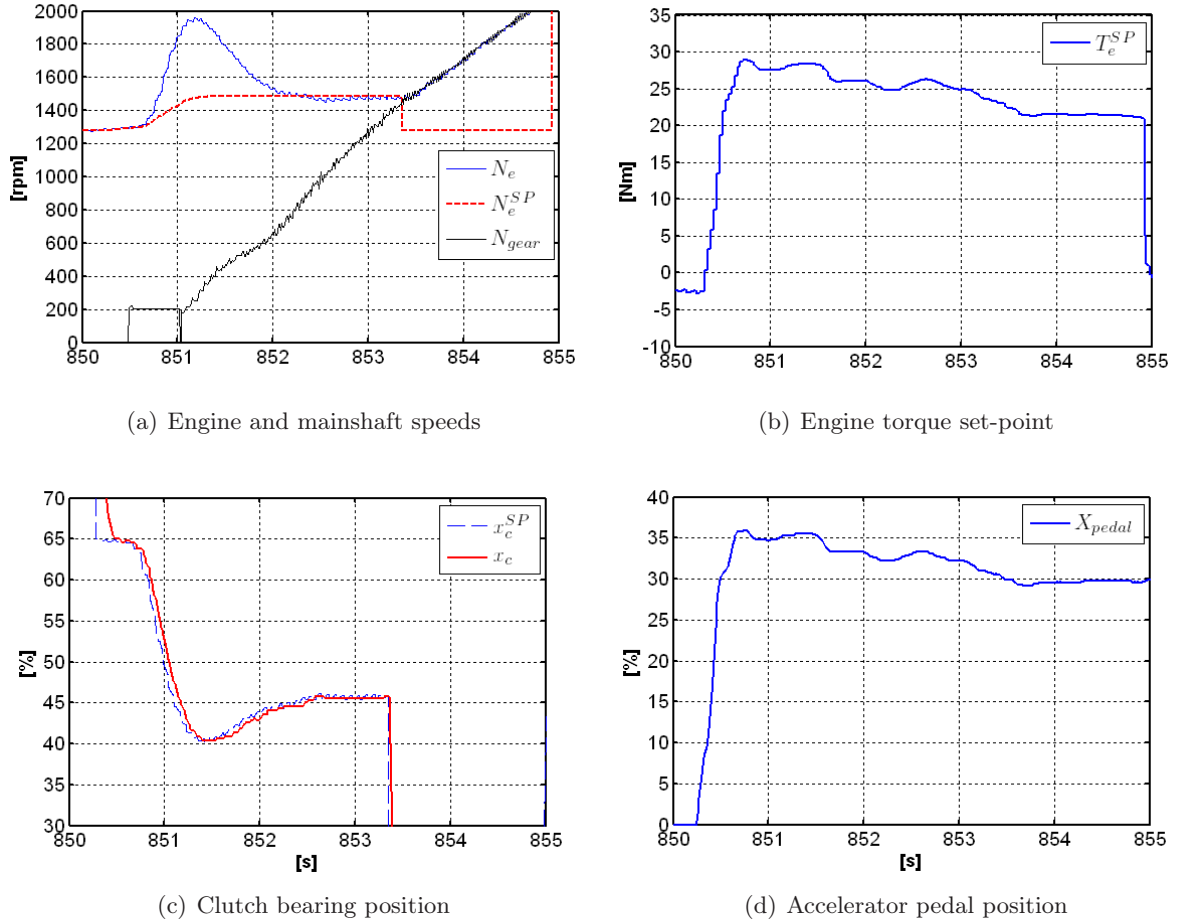 2000
1800
1600
1400
1200
1000
800
600
400
200
0
[rpm]
850 851 852 853 854 855
N_e
N_e^{SP}
N_{gear}
(a) Engine and mainshaft speeds
35
30
25
20
15
10
5
0
-5
-10
[Nm]
850 851 852 853 854 855
T_e^{SP}
(b) Engine torque set-point
70
65
60
55
50
45
40
35
30
[%]
850 851 852 853 854 855
[s]
x_c^{SP}
x_c
(c) Clutch bearing position
40
35
30
25
20
15
10
5
0
[%]
850 851 852 853 854 855
[s]
X_{pedal}
(d) Accelerator pedal position